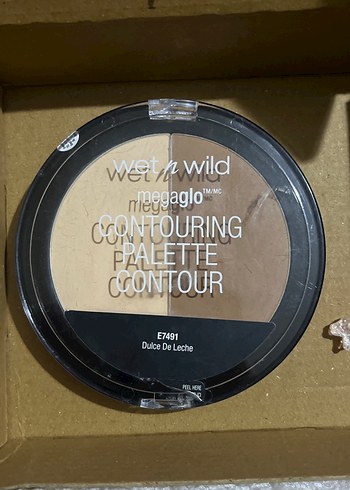 wet n wild
megaglo™/MC
CONTOURING
PALETTE
CONTOUR
E7491
Dulce De Leche
PEEL HERE